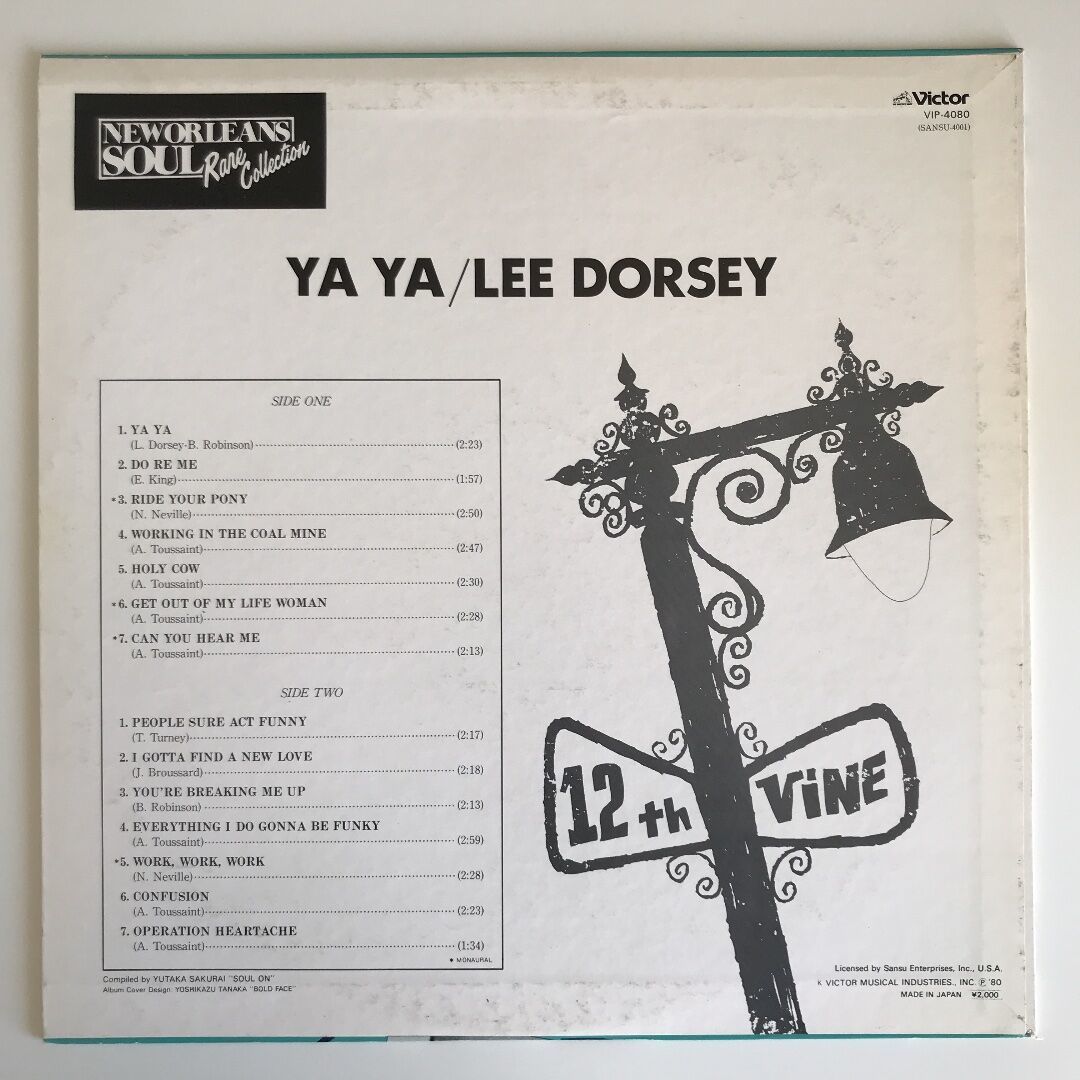 NEW ORLEANS
SOUL Rare Collection
Victor
VIP-4080
(SANSU-4001)
YA YA/LEE DORSEY
SIDE ONE
1. YA YA
(L. Dorsey-B. Robinson) (2:23)
2. DO RE ME
(E. King) (1:57)
*3. RIDE YOUR PONY
(N. Neville) (2:50)
4. WORKING IN THE COAL MINE
(A. Toussaint) (2:47)
5. HOLY COW
(A. Toussaint) (2:30)
*6. GET OUT OF MY LIFE WOMAN
(A. Toussaint) (2:28)
*7. CAN YOU HEAR ME
(A. Toussaint) (2:13)
SIDE TWO
1. PEOPLE SURE ACT FUNNY
(T. Turney) (2:17)
2. I GOTTA FIND A NEW LOVE
(J. Broussard) (2:18)
3. YOU'RE BREAKING ME UP
(B. Robinson) (2:13)
4. EVERYTHING I DO GONNA BE FUNKY
(A. Toussaint) (2:59)
*5. WORK, WORK, WORK
(N. Neville) (2:28)
6. CONFUSION
(A. Toussaint) (2:23)
7. OPERATION HEARTACHE
(A. Toussaint) (1:34)
* MONAURAL
12th VINE
Compiled by YUTAKA SAKURAI "SOUL ON"
Album Cover Design: YOSHIKAZU TANAKA "BOLD FACE"
Licensed by Sansu Enterprises, Inc., U.S.A.
K VICTOR MUSICAL INDUSTRIES., INC. Ⓟ '80
MADE IN JAPAN ¥2,000